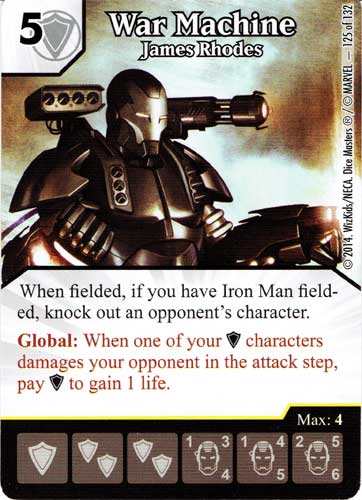 5
War Machine
James Rhodes
© 2014. WizKids/NECA. Dice Masters ® / © MARVEL — 125 of 132
When fielded, if you have Iron Man field-
ed, knock out an opponent's character.
Global: When one of your characters
damages your opponent in the attack step,
pay to gain 1 life.
Max: 4
1 3 4
1 4 5
2 5 6